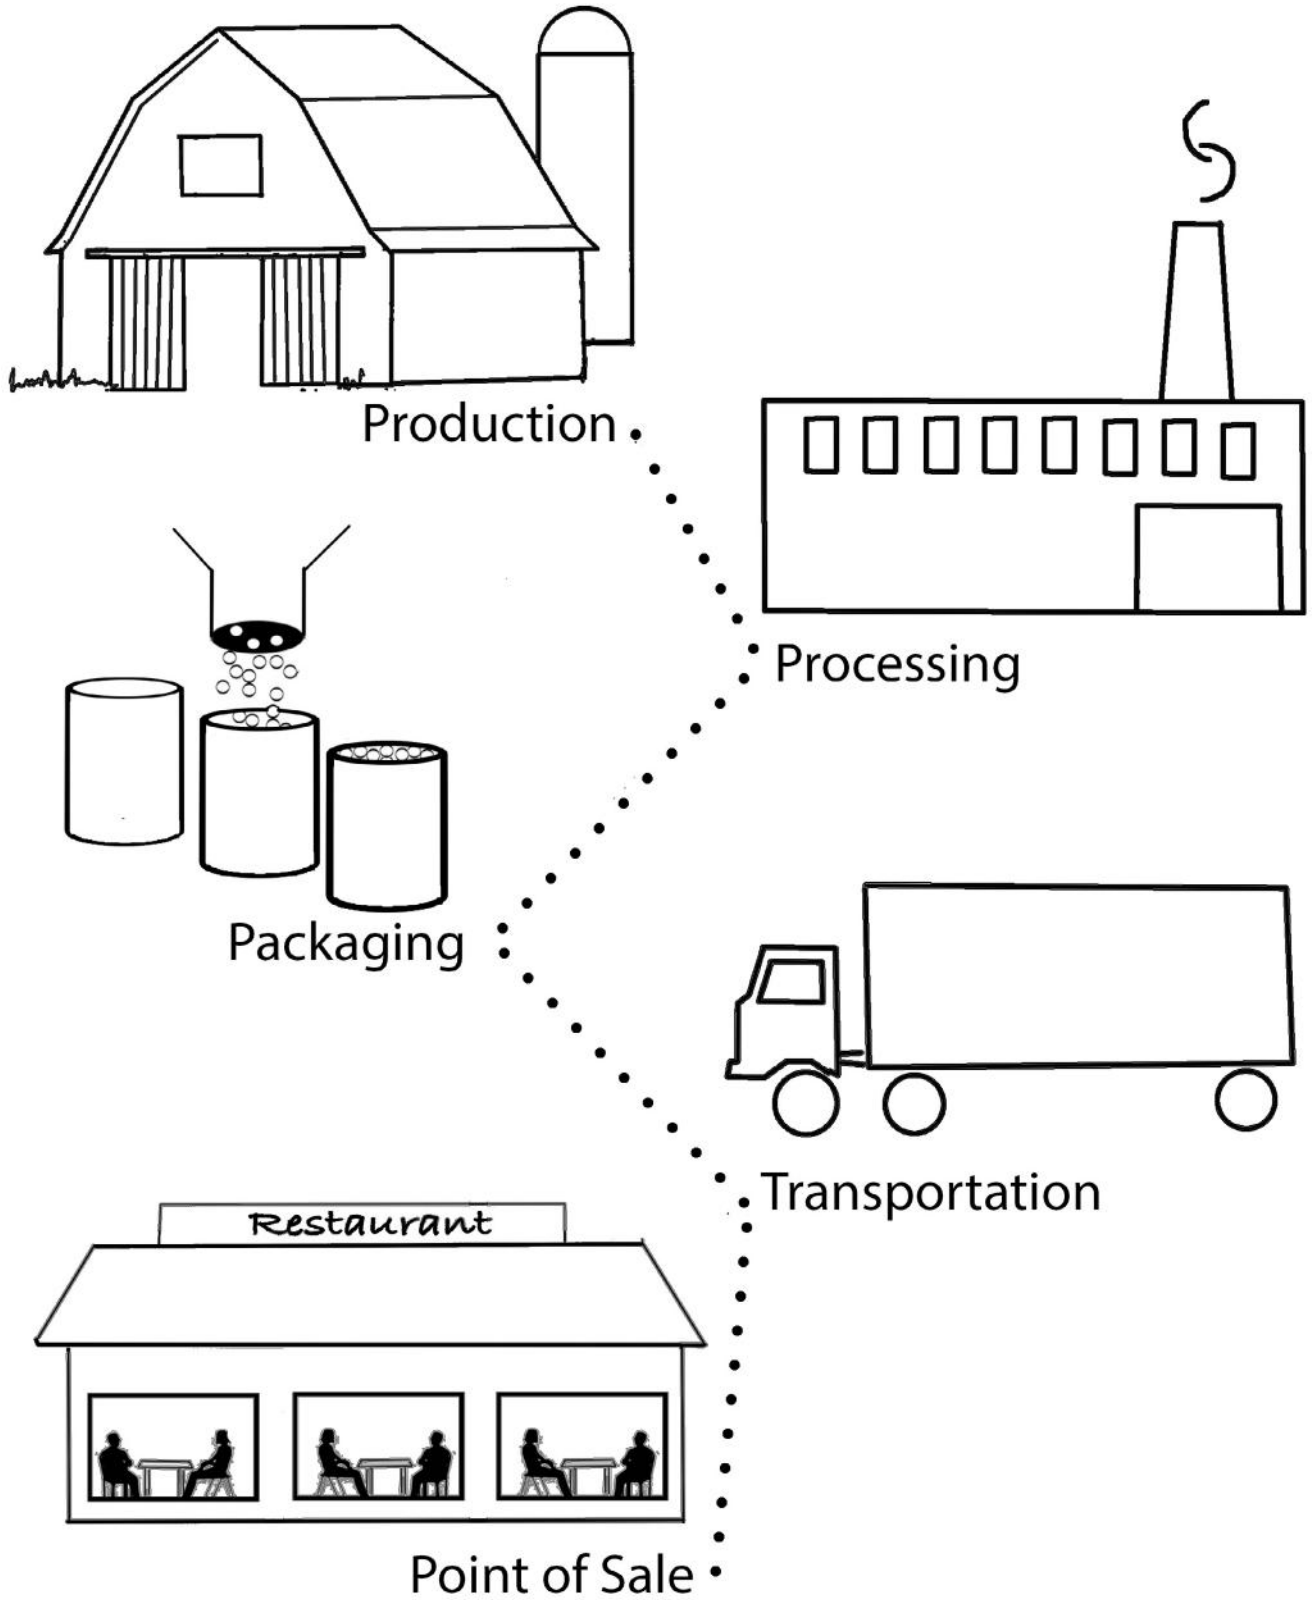 Production
Processing
Packaging
Transportation
Restaurant
Point of Sale